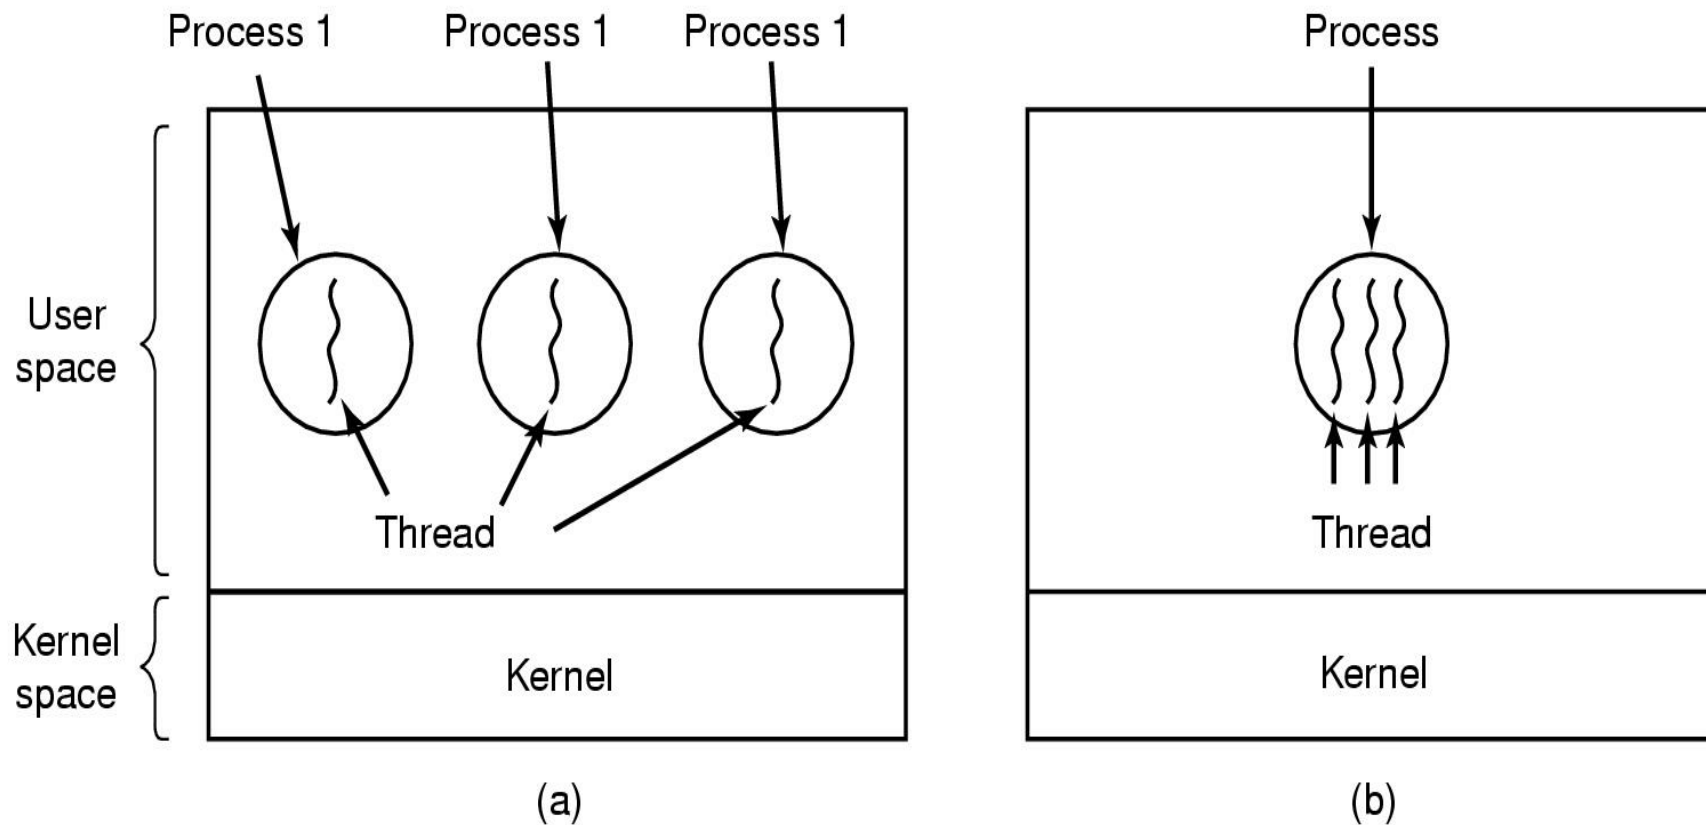 Process 1
Process 1
Process 1
Process
User
space
Thread
Thread
Kernel
space
Kernel
Kernel
(a)
(b)